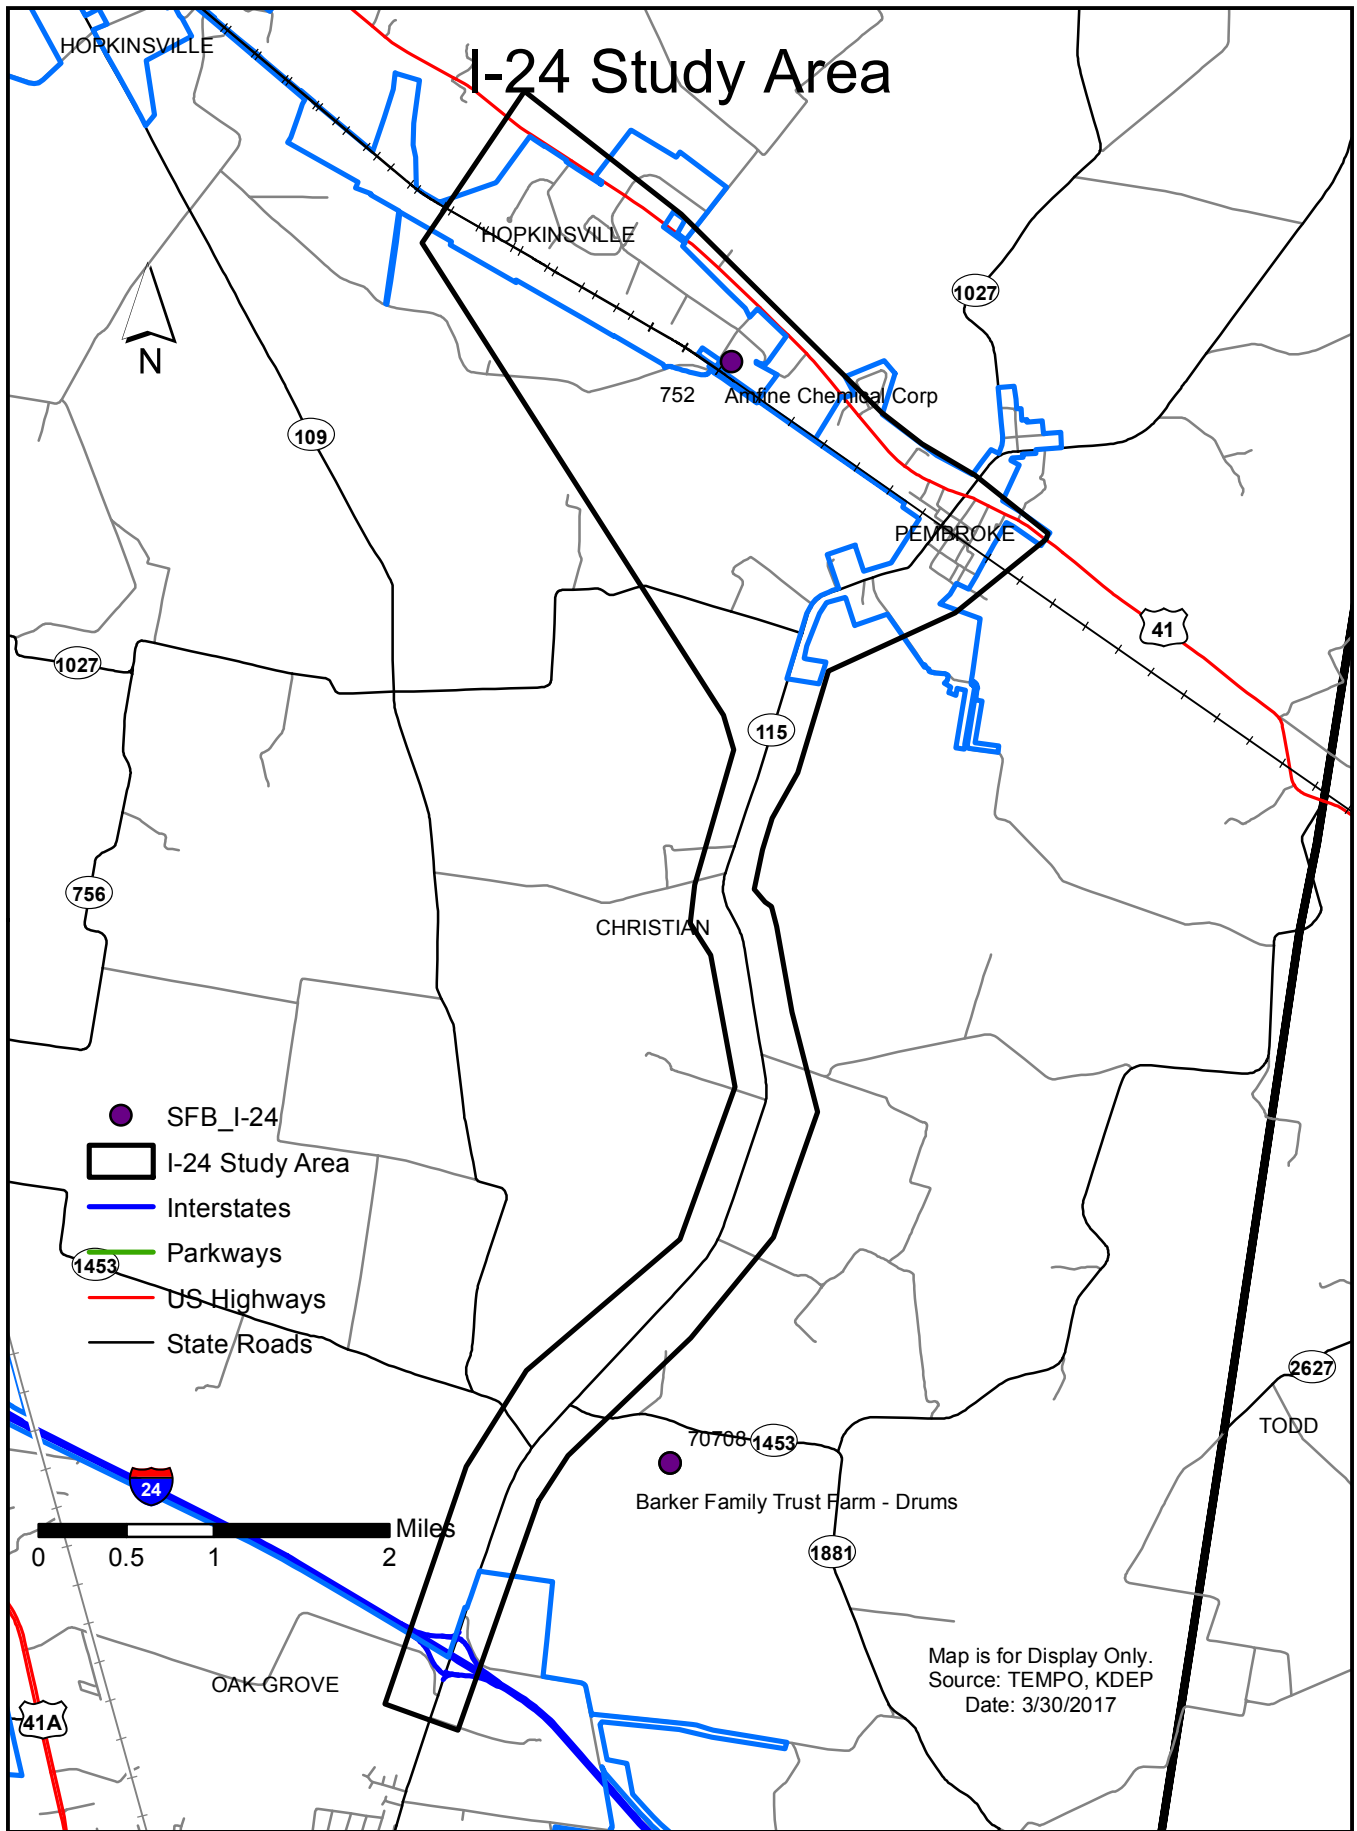 I-24 Study Area
HOPKINSVILLE
HOPKINSVILLE
1027
N
752
Amfine Chemical Corp
109
PEMBROKE
41
1027
115
756
CHRISTIAN
SFB_I-24
I-24 Study Area
Interstates
Parkways
1453
US Highways
State Roads
2627
TODD
70708
1453
24
Barker Family Trust Farm - Drums
Miles
0 0.5 1 2
1881
Map is for Display Only.
Source: TEMPO, KDEP
Date: 3/30/2017
OAK GROVE
41A